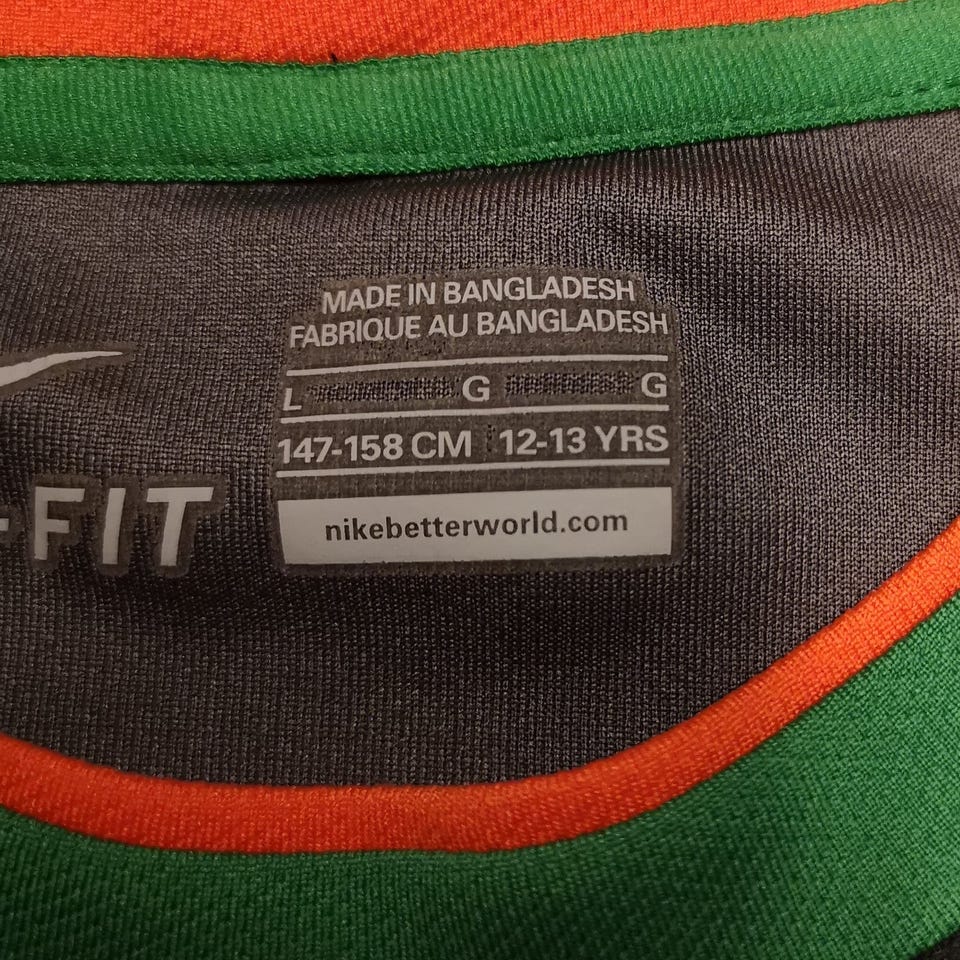 MADE IN BANGLADESH
FABRIQUE AU BANGLADESH
L G G
147-158 CM 12-13 YRS
-FIT
nikebetterworld.com